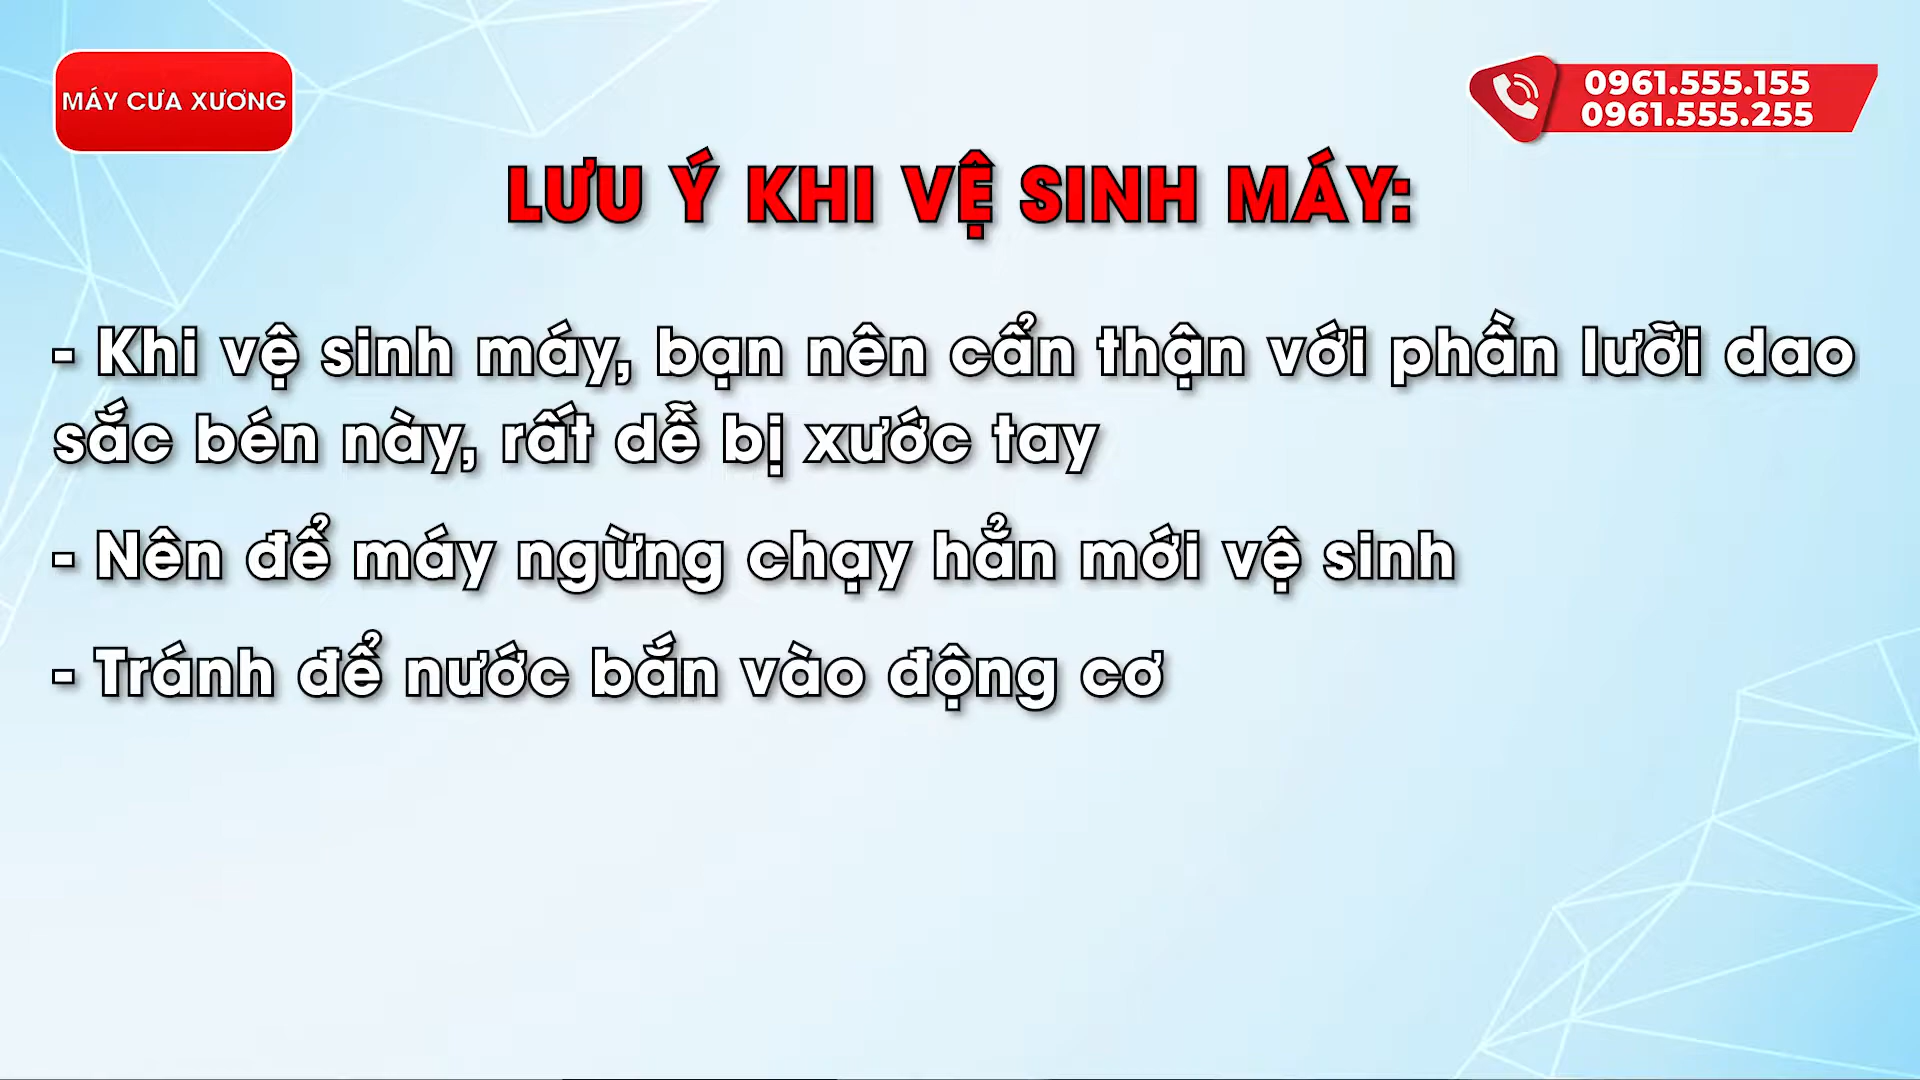 MÁY CƯA XƯƠNG
0961.555.155
0961.555.255
LƯU Ý KHI VỆ SINH MÁY:
- Khi vệ sinh máy, bạn nên cẩn thận với phần lưỡi dao
sắc bén này, rất dễ bị xước tay
- Nên để máy ngừng chạy hẳn mới vệ sinh
- Tránh để nước bắn vào động cơ